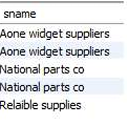 sname
Aone widget suppliers
Aone widget suppliers
National parts co
National parts co
Relaible supplies